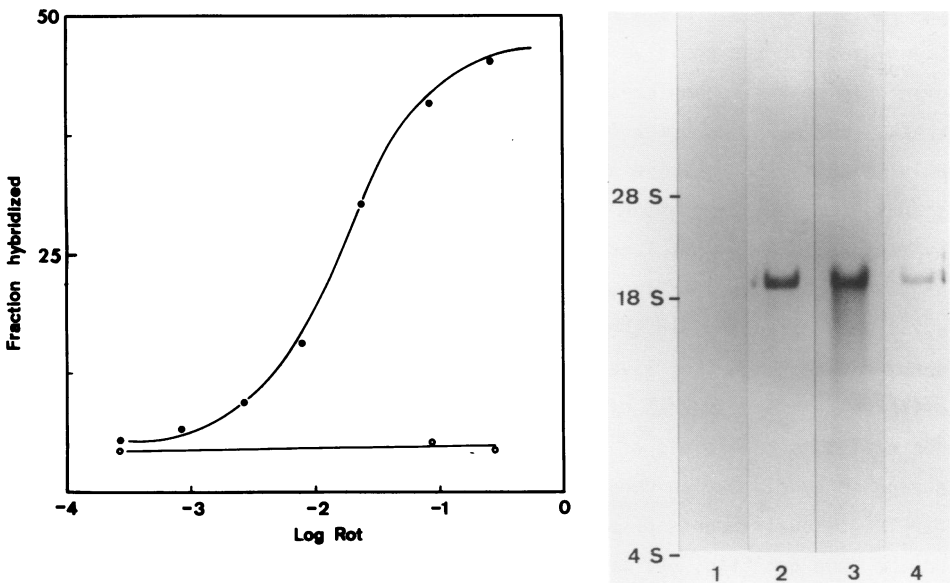 50
25
Fraction hybridized
-4 -3 -2 -1 0
Log Rot
28 S
18 S
4 S
1 2 3 4